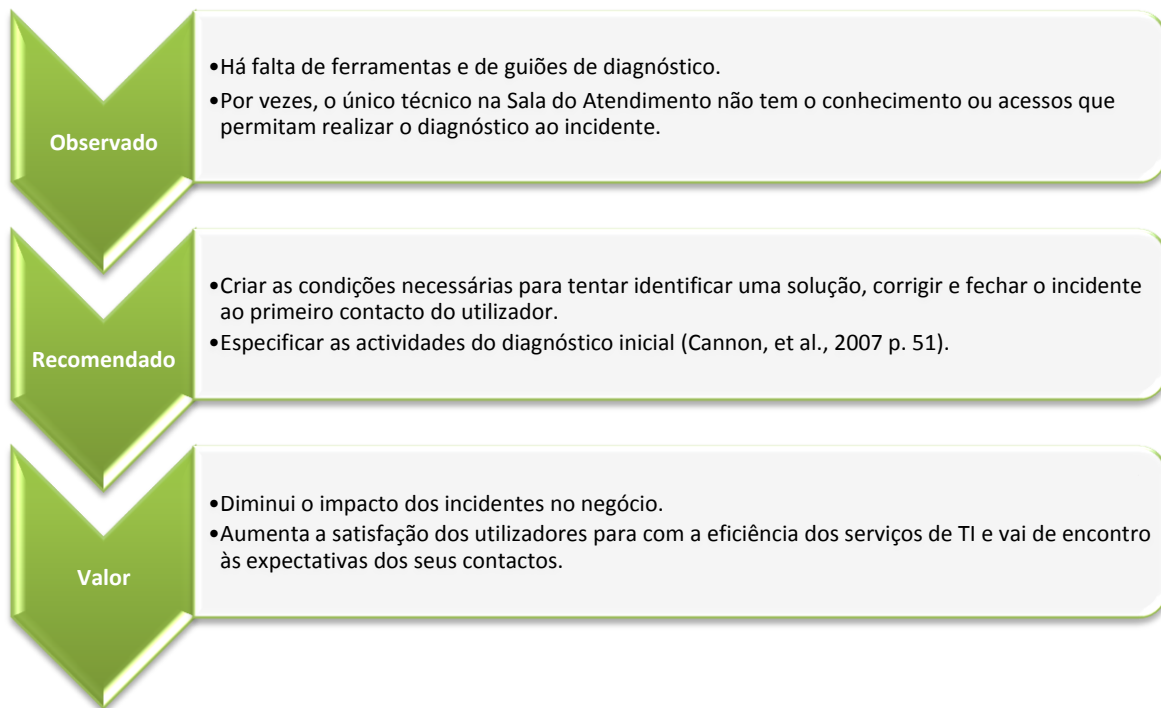 Observado
•Há falta de ferramentas e de guiões de diagnóstico.
•Por vezes, o único técnico na Sala do Atendimento não tem o conhecimento ou acessos que
permitam realizar o diagnóstico ao incidente.
Recomendado
•Criar as condições necessárias para tentar identificar uma solução, corrigir e fechar o incidente
ao primeiro contacto do utilizador.
•Especificar as actividades do diagnóstico inicial (Cannon, et al., 2007 p. 51).
Valor
•Diminui o impacto dos incidentes no negócio.
•Aumenta a satisfação dos utilizadores para com a eficiência dos serviços de TI e vai de encontro
às expectativas dos seus contactos.